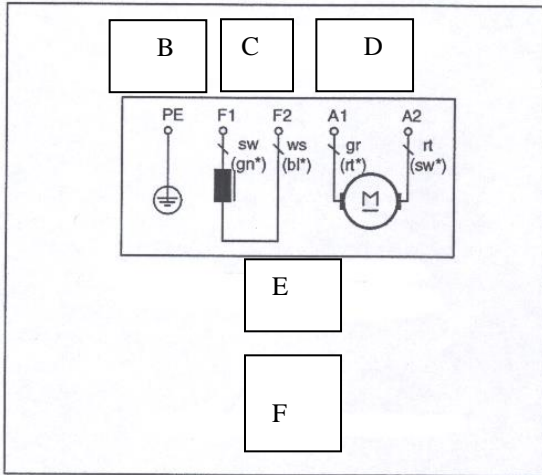 B C D
PE F1 F2 A1 A2
sw ws gr rt
(gn*) (bl*) (rt*) (sw*)
M
E
F